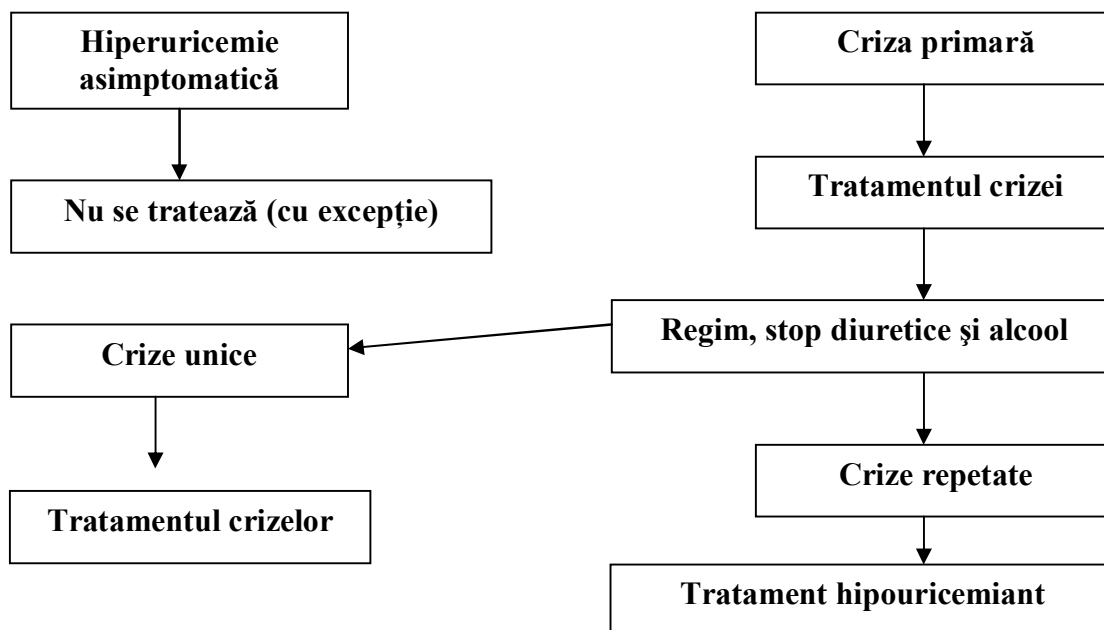 Hiperuricemie
asimptomatică
Nu se tratează (cu excepție)
Criza primară
Tratamentul crizei
Regim, stop diuretice şi alcool
Crize unice
Tratamentul crizelor
Crize repetate
Tratament hipouricemiant